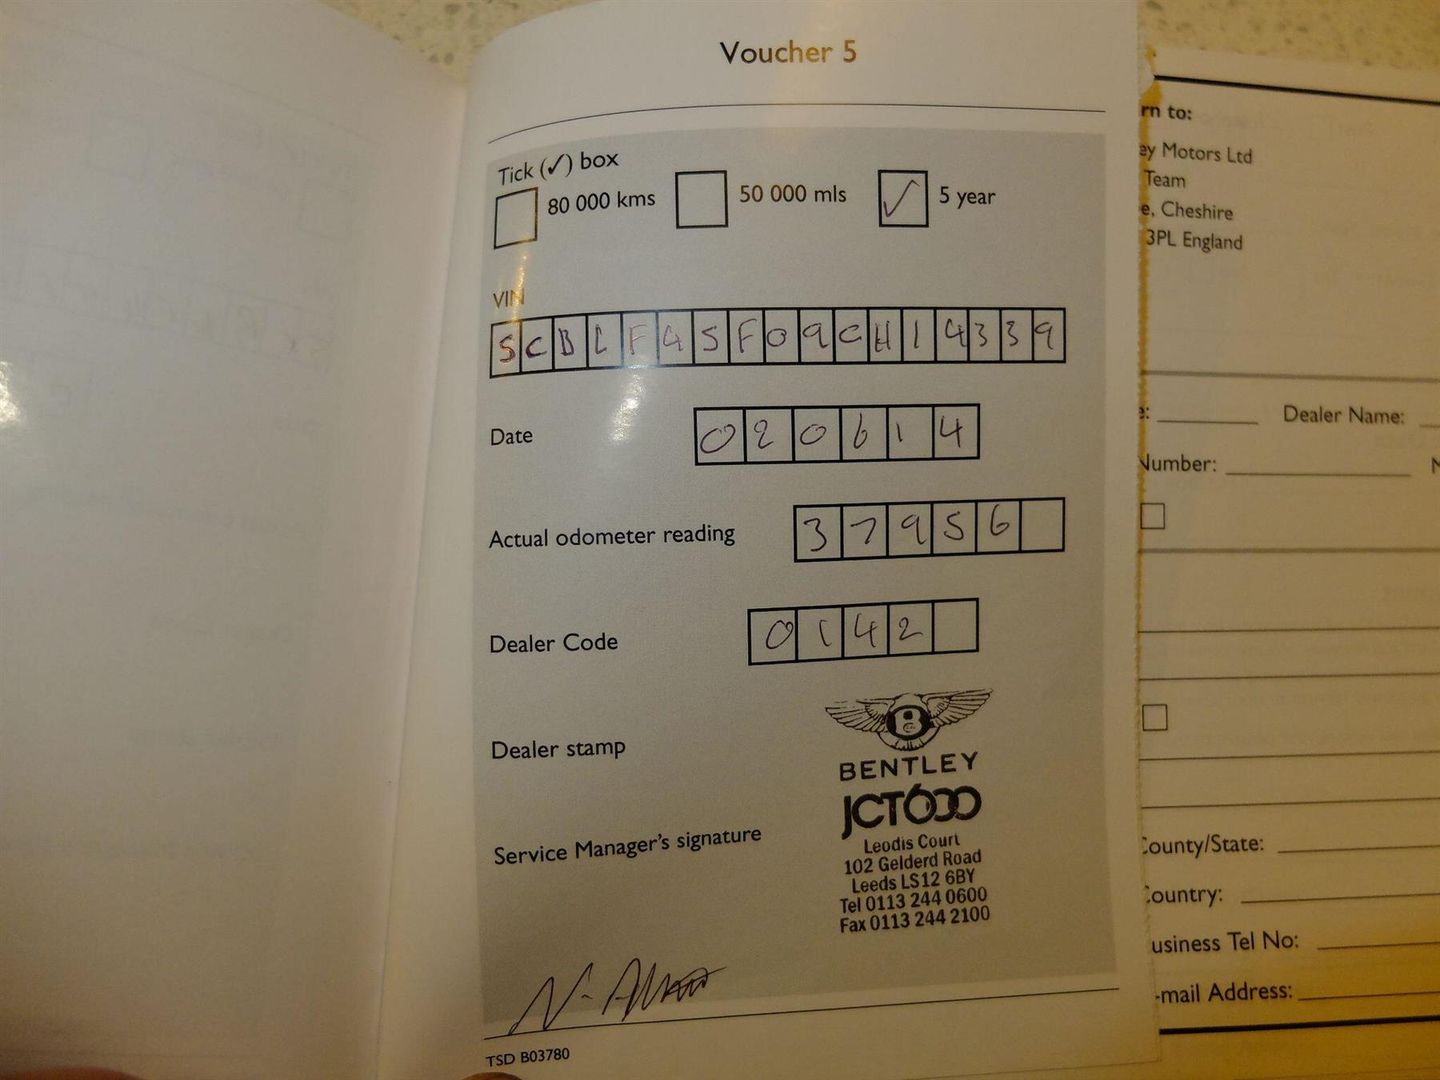 Voucher 5
Tick (✓) box
80 000 kms 50 000 mls ✓ 5 year
VIN
SCBLF45F09CH14339
Date 020614
Actual odometer reading 37956
Dealer Code 0142
Dealer stamp
B
BENTLEY
JCT600
Leodis Court
102 Gelderd Road
Leeds LS12 6BY
Tel 0113 244 0600
Fax 0113 244 2100
Service Manager's signature
TSD B03780
rn to:
ey Motors Ltd
Team
e, Cheshire
3PL England
e: Dealer Name:
Number:
County/State:
Country:
usiness Tel No:
-mail Address: